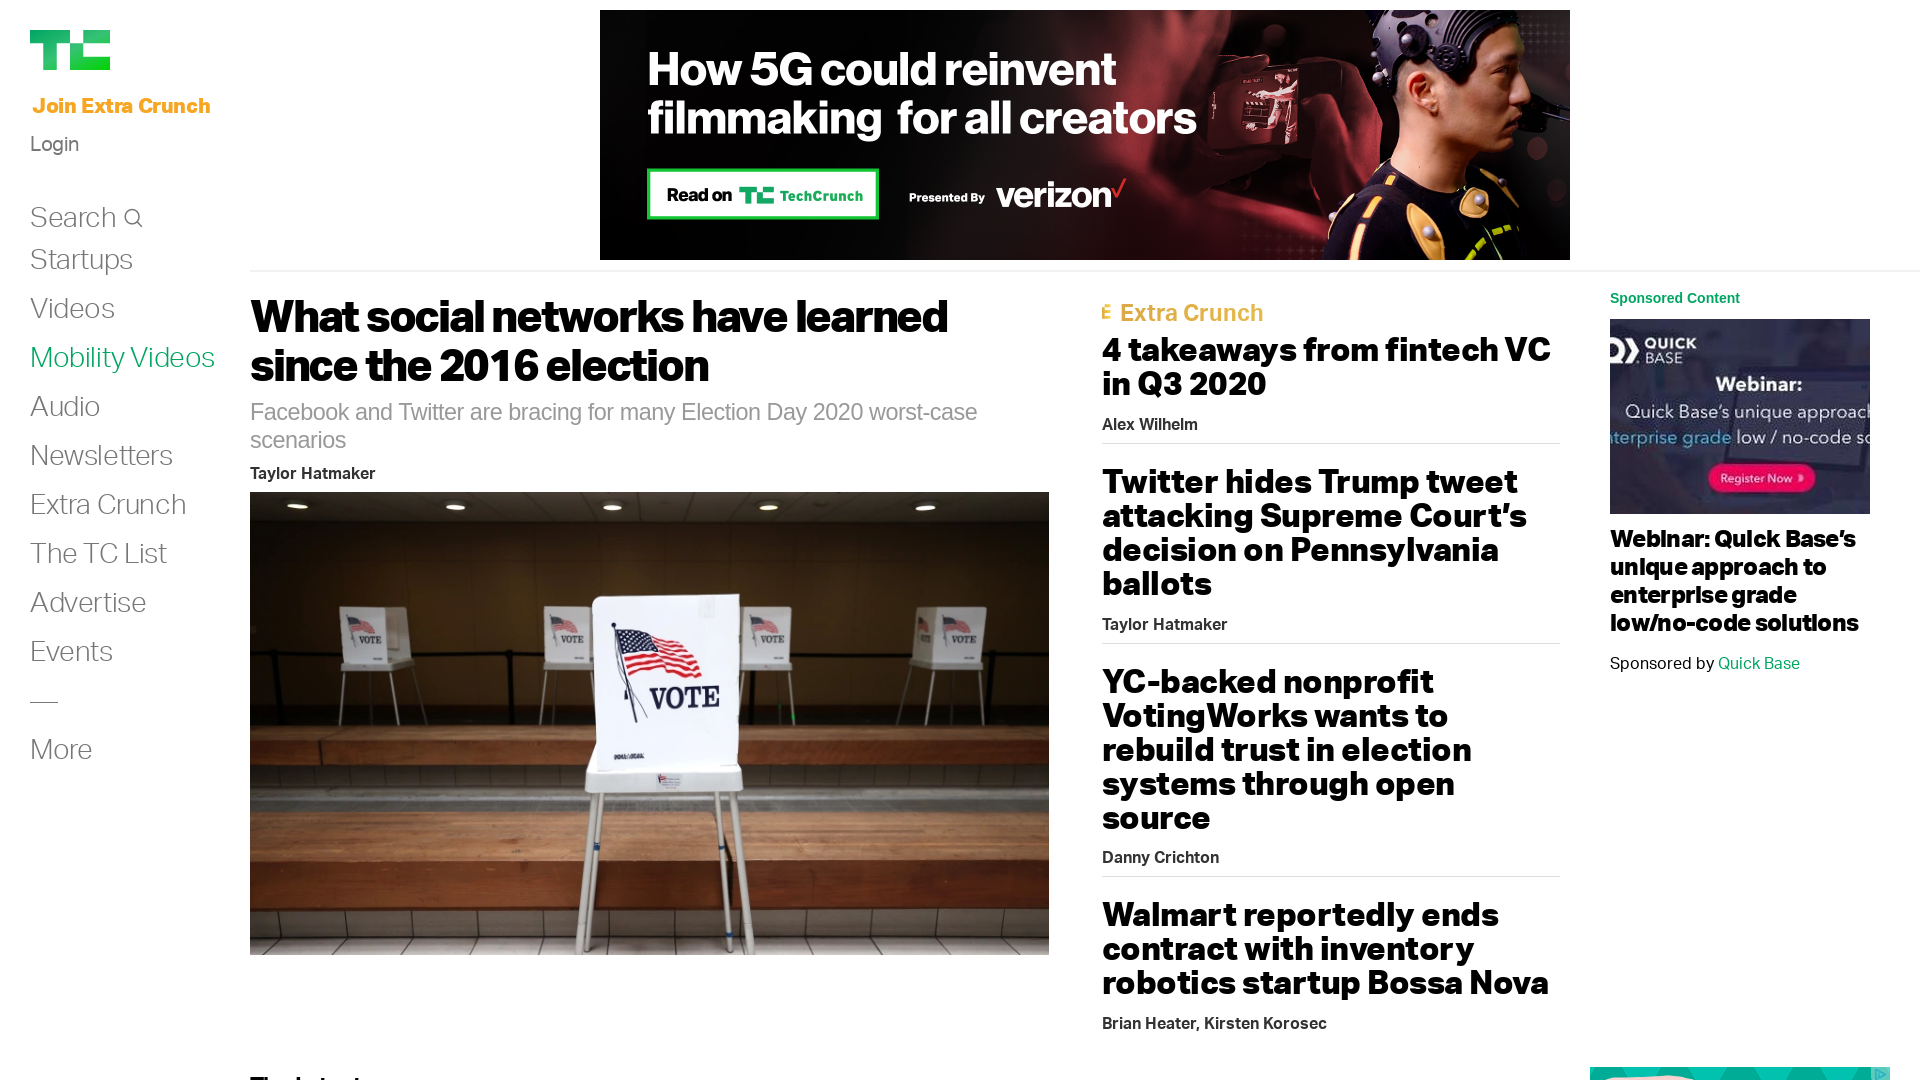 TC
Join Extra Crunch
Login
Search
Startups
Videos
Mobility Videos
Audio
Newsletters
Extra Crunch
The TC List
Advertise
Events
More
How 5G could reinvent
filmmaking for all creators
Read on TC TechCrunch
Presented By verizon✓
What social networks have learned
since the 2016 election
Facebook and Twitter are bracing for many Election Day 2020 worst-case
scenarios
Taylor Hatmaker
VOTE
VOTE
VOTE
VOTE
VOTE
Extra Crunch
4 takeaways from fintech VC
in Q3 2020
Alex Wilhelm
Twitter hides Trump tweet
attacking Supreme Court’s
decision on Pennsylvania
ballots
Taylor Hatmaker
YC-backed nonprofit
VotingWorks wants to
rebuild trust in election
systems through open
source
Danny Crichton
Walmart reportedly ends
contract with inventory
robotics startup Bossa Nova
Brian Heater, Kirsten Korosec
Sponsored Content
QUICK
BASE
Webinar:
Quick Base’s unique approach
nterprise grade low / no-code so
Register Now
Webinar: Quick Base’s
unique approach to
enterprise grade
low/no-code solutions
Sponsored by Quick Base